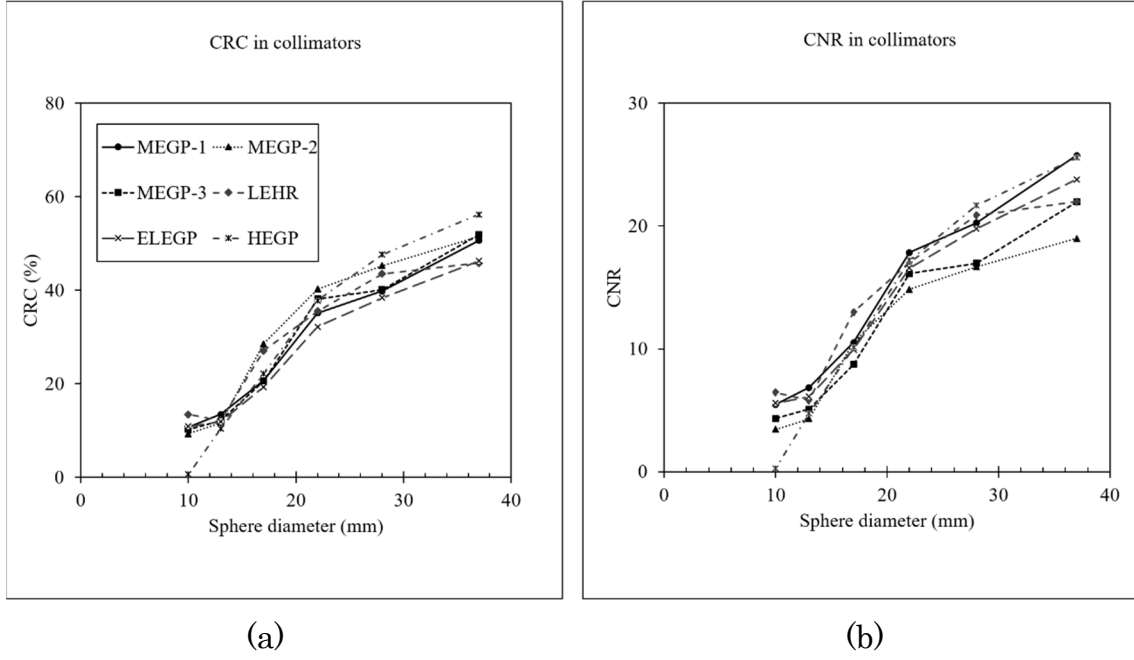 CRC in collimators
80
60
40
20
0
CRC (%)
MEGP-1 MEGP-2
MEGP-3 LEHR
ELEGP HEGP
0 10 20 30 40
Sphere diameter (mm)
(a)
CNR in collimators
30
20
10
0
CNR
0 10 20 30 40
Sphere diameter (mm)
(b)